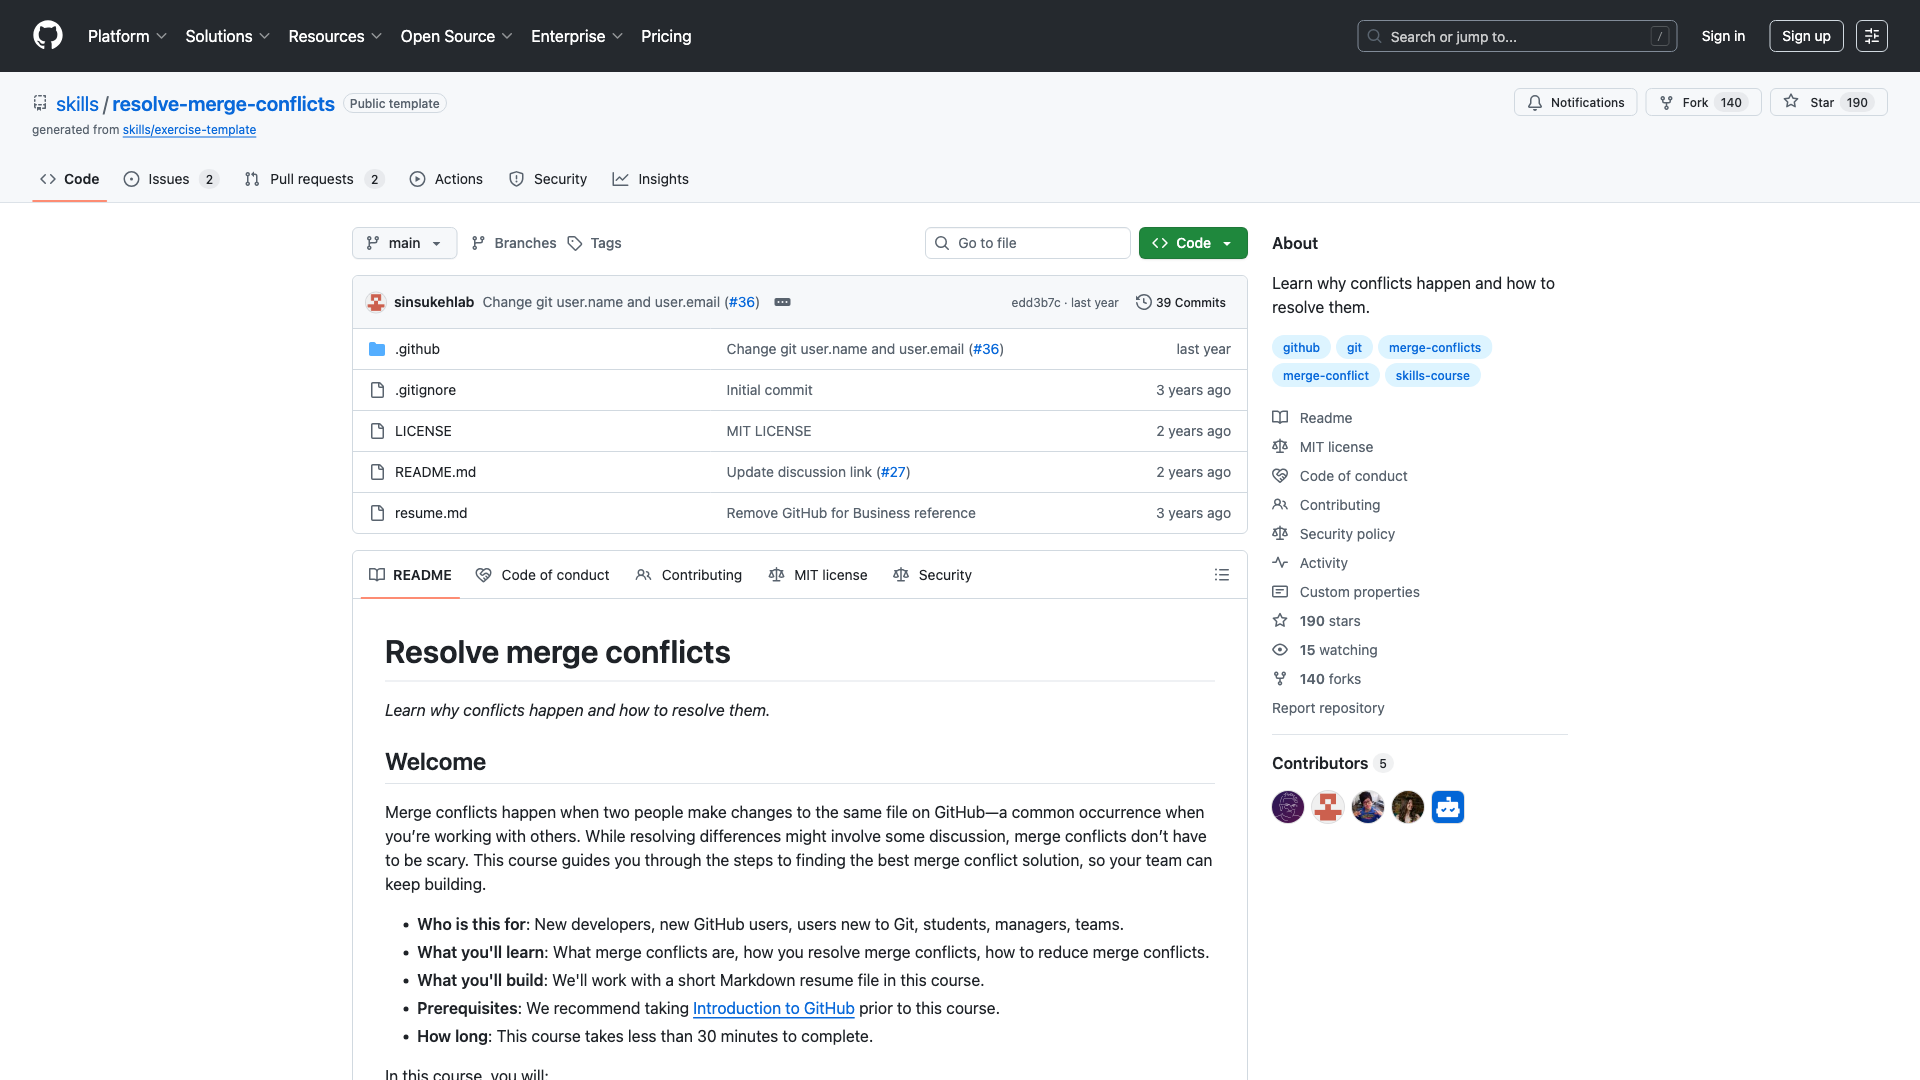 Platform Solutions Resources Open Source Enterprise Pricing Search or jump to... / Sign in Sign up
skills / resolve-merge-conflicts Public template Notifications Fork 140 Star 190
generated from skills/exercise-template
Code Issues 2 Pull requests 2 Actions Security Insights
main Branches Tags Go to file Code
sinsukehlab Change git user.name and user.email (#36) edd3b7c · last year 39 Commits
.github Change git user.name and user.email (#36) last year
.gitignore Initial commit 3 years ago
LICENSE MIT LICENSE 2 years ago
README.md Update discussion link (#27) 2 years ago
resume.md Remove GitHub for Business reference 3 years ago
README Code of conduct Contributing MIT license Security
Resolve merge conflicts
Learn why conflicts happen and how to resolve them.
Welcome
Merge conflicts happen when two people make changes to the same file on GitHub—a common occurrence when
you’re working with others. While resolving differences might involve some discussion, merge conflicts don’t have
to be scary. This course guides you through the steps to finding the best merge conflict solution, so your team can
keep building.
• Who is this for: New developers, new GitHub users, users new to Git, students, managers, teams.
• What you'll learn: What merge conflicts are, how you resolve merge conflicts, how to reduce merge conflicts.
• What you'll build: We'll work with a short Markdown resume file in this course.
• Prerequisites: We recommend taking Introduction to GitHub prior to this course.
• How long: This course takes less than 30 minutes to complete.
In this course, you will:
About
Learn why conflicts happen and how to
resolve them.
github git merge-conflicts
merge-conflict skills-course
Readme
MIT license
Code of conduct
Contributing
Security policy
Activity
Custom properties
190 stars
15 watching
140 forks
Report repository
Contributors 5